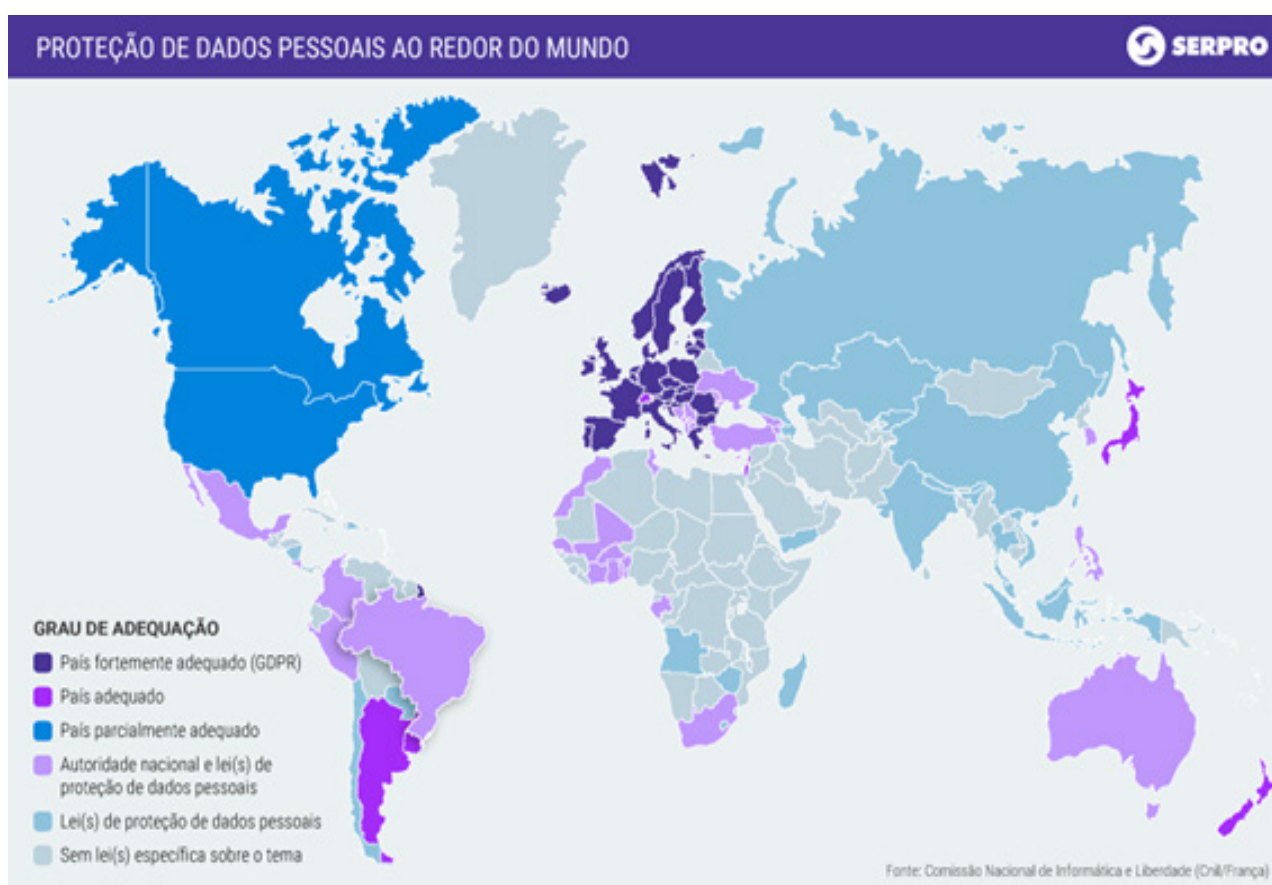 PROTEÇÃO DE DADOS PESSOAIS AO REDOR DO MUNDO
SERPRO
GRAU DE ADEQUAÇÃO
País fortemente adequado (GDPR)
País adequado
País parcialmente adequado
Autoridade nacional e lei(s) de
proteção de dados pessoais
Lei(s) de proteção de dados pessoais
Sem lei(s) específica sobre o tema
Fonte: Comissão Nacional de Informática e Liberdade (Cnil/França)